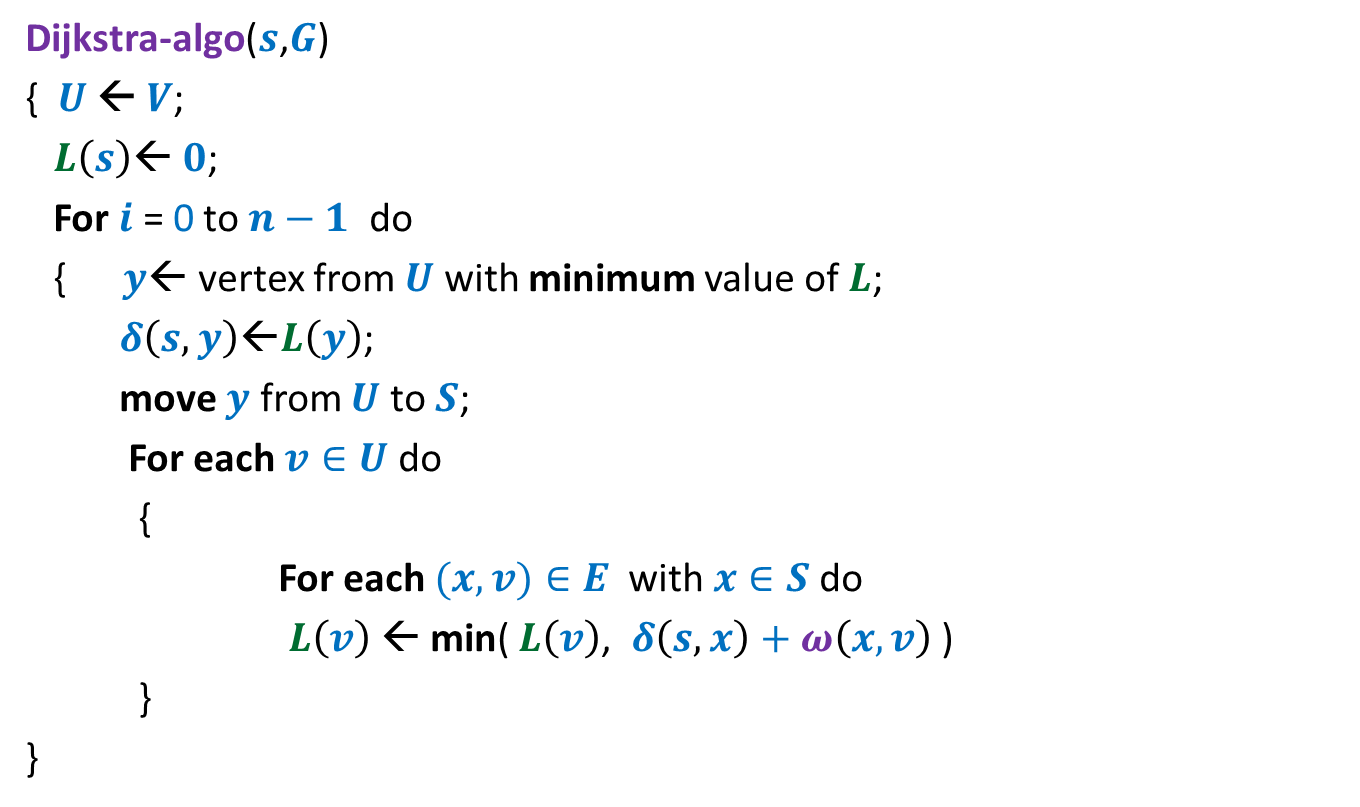 Dijkstra-algo(s,G)
{ U ← V;
L(s)← 0;
For i = 0 to n − 1 do
{ y← vertex from U with minimum value of L;
δ(s, y)←L(y);
move y from U to S;
For each v ∈ U do
{
For each (x, v) ∈ E with x ∈ S do
L(v) ← min( L(v), δ(s, x) + ω(x, v) )
}
}